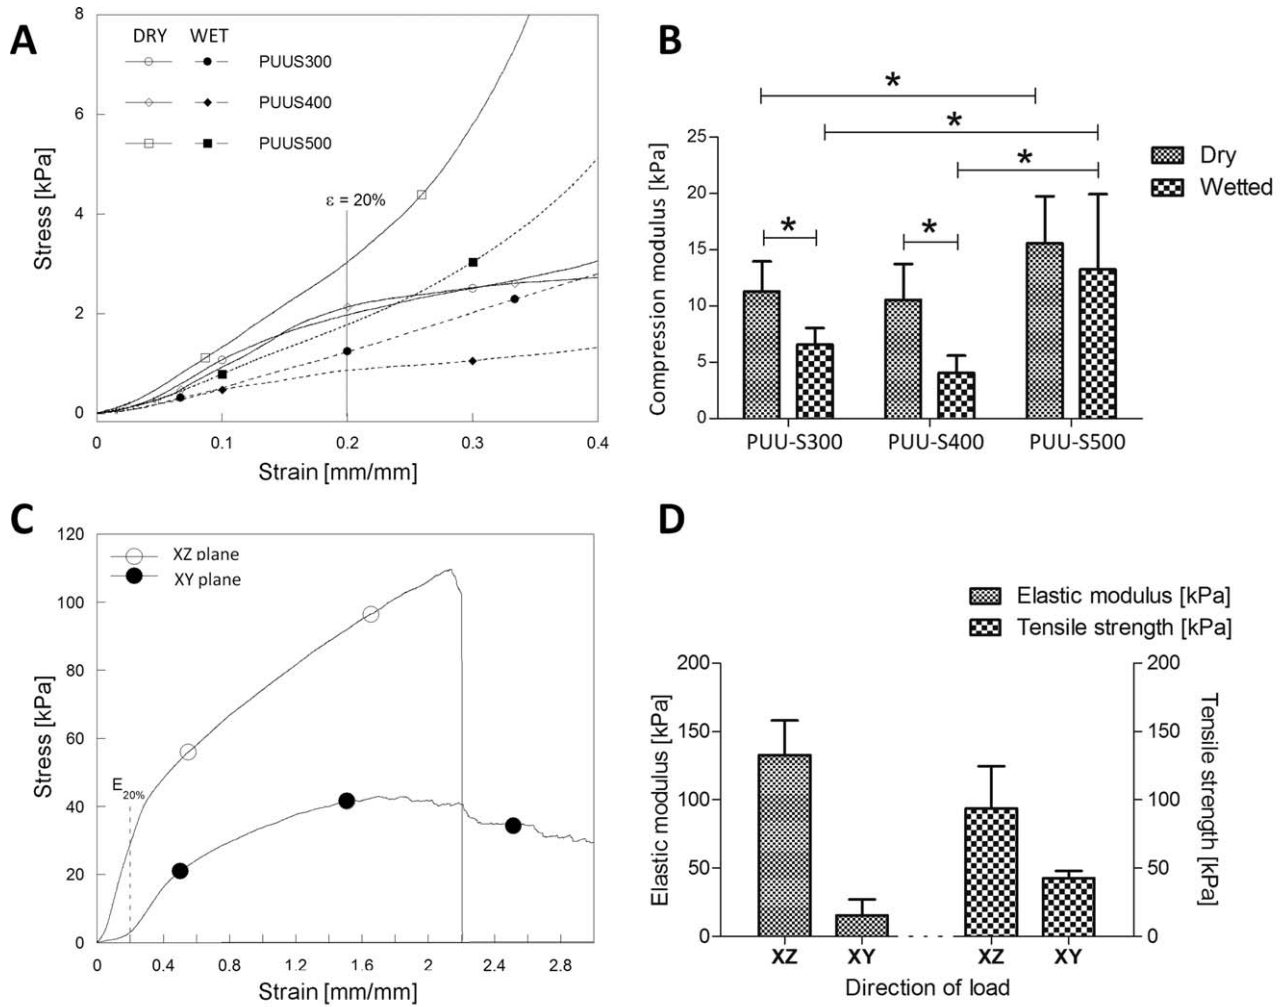 A
8
6
4
2
0
Stress [kPa]
DRY WET
PUUS300
PUUS400
PUUS500
ε = 20%
0 0.1 0.2 0.3 0.4
Strain [mm/mm]
B
* * * * *
Dry
Wetted
25
20
15
10
5
0
Compression modulus [kPa]
PUU-S300 PUU-S400 PUU-S500
C
120
100
80
60
40
20
0
Stress [kPa]
XZ plane
XY plane
E20%
0 0.4 0.8 1.2 1.6 2 2.4 2.8
Strain [mm/mm]
D
Elastic modulus [kPa]
Tensile strength [kPa]
200 200
150 150
100 100
50 50
0 0
Elastic modulus [kPa]
Tensile strength [kPa]
XZ XY XZ XY
Direction of load